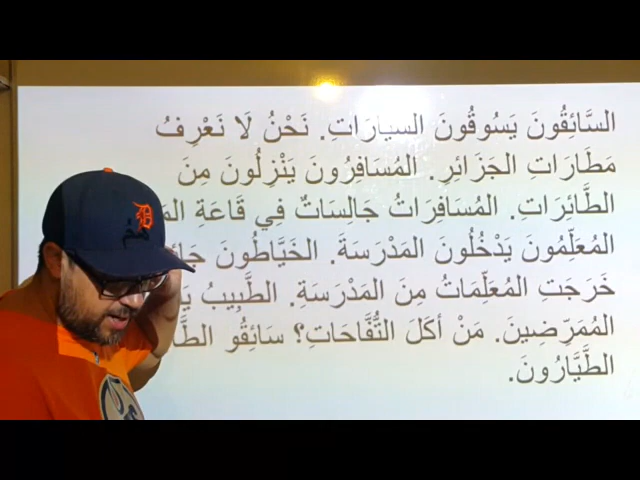 السَّائِقُونَ يَسُوقُونَ السيارَاتِ. نَحْنُ لَا نَعْرِفُ
مَطَارَاتِ الجَزَائرِ. المُسَافِرُونَ يَنْزِلُونَ مِنَ
الطَّائِرَاتِ. المُسَافِرَاتُ جَالِسَاتٌ فِي قَاعَةِ
المُعَلِّمُونَ يَدْخُلُونَ المَدْرَسَةَ. الخَيَّاطُونَ
خَرَجَتِ المُعَلِّمَاتُ مِنَ المَدْرَسَةِ. الطَّبِيبُ
المُمَرِّضِينَ. مَنْ أكَلَ التُّفَّاحَاتِ؟ سَائِقُو
الطَّيَّارُونَ.